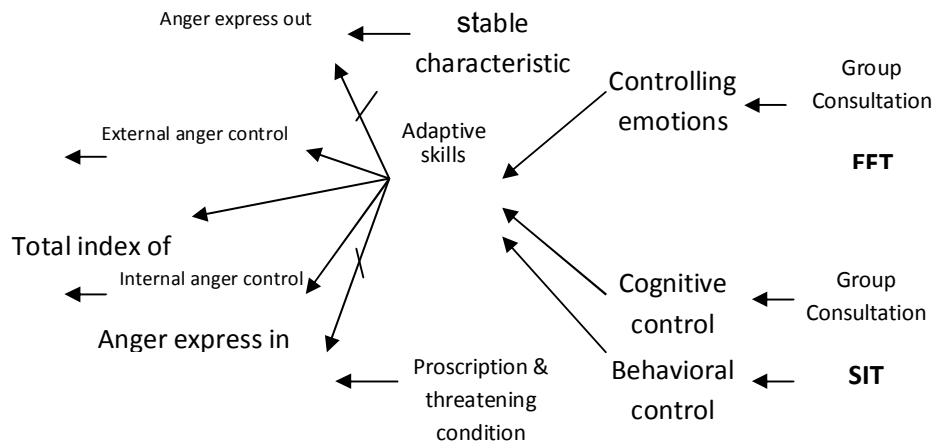 Anger express out
stable
characteristic
Controlling
emotions
Group
Consultation
FFT
External anger control
Adaptive
skills
Total index of
Internal anger control
Anger express in
Cognitive
control
Group
Consultation
Behavioral
control
SIT
Proscription &
threatening
condition